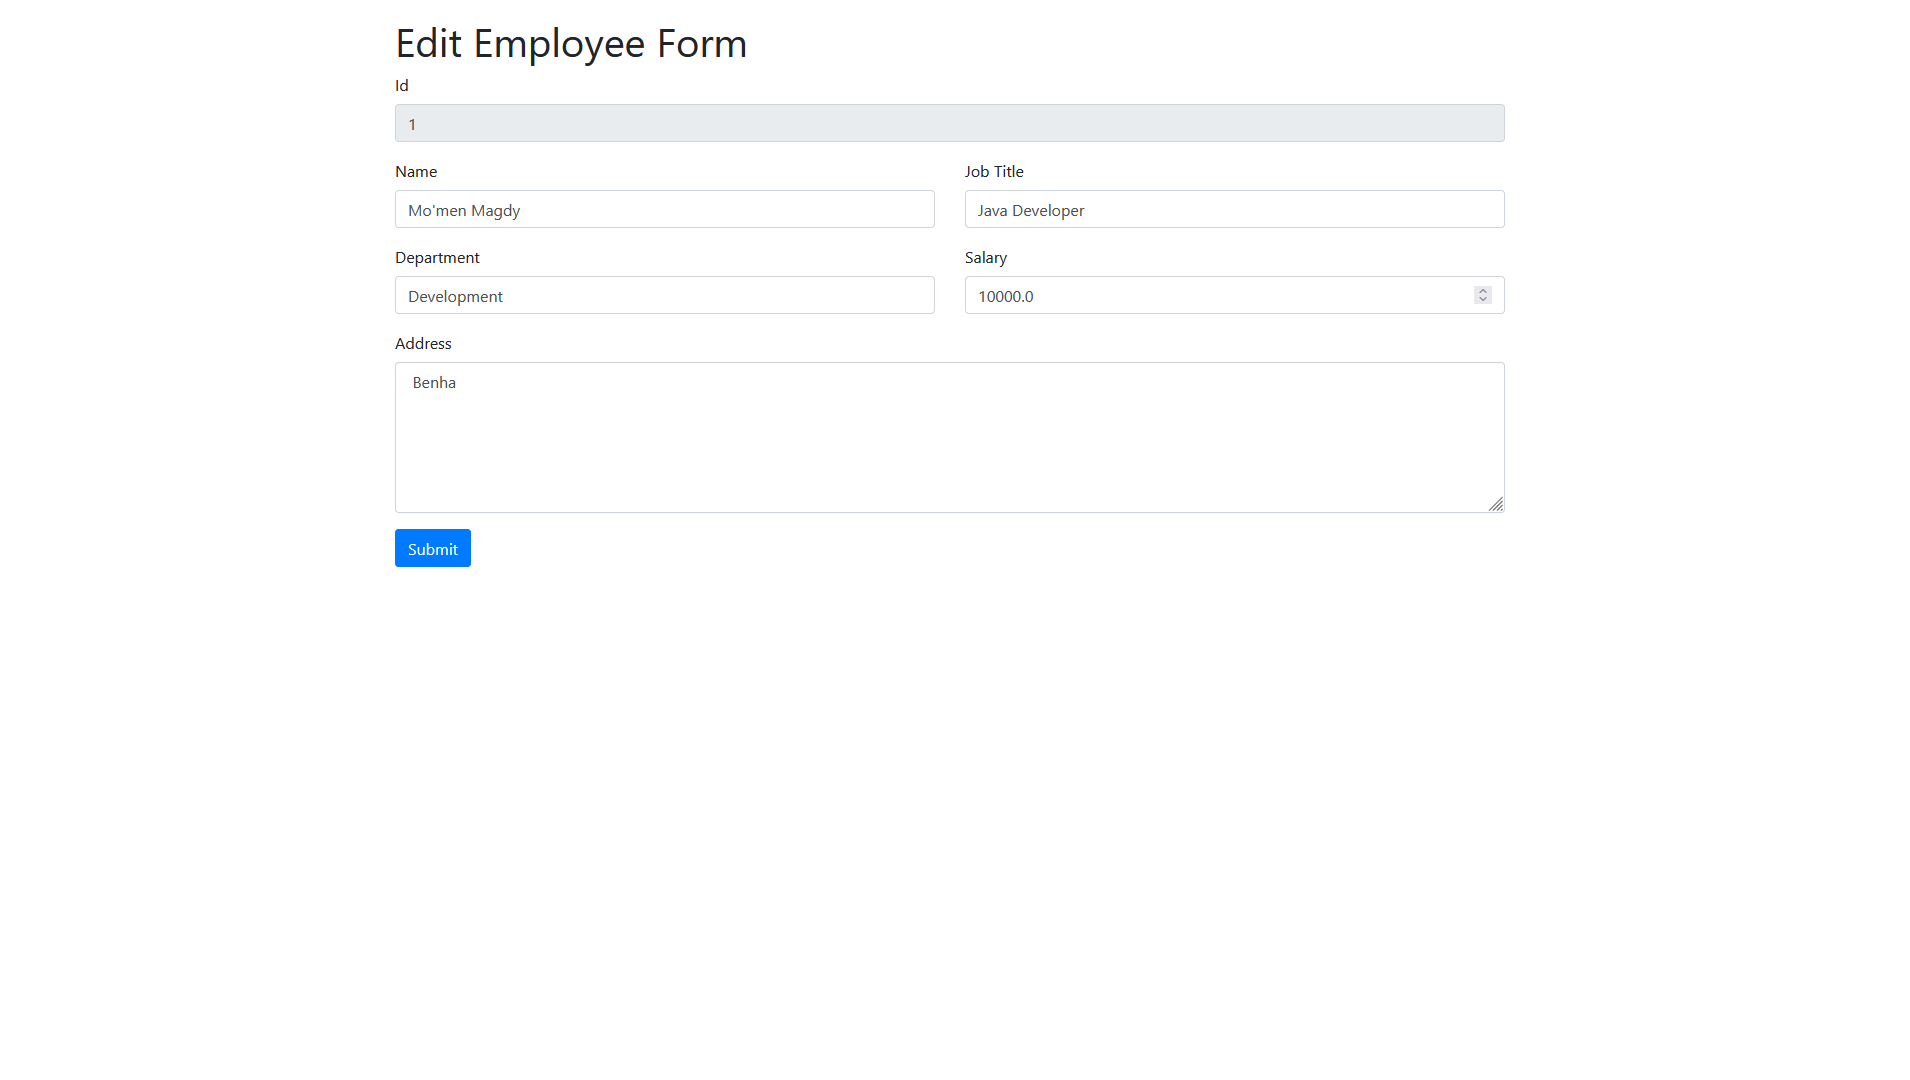 Edit Employee Form
Id
1
Name
Job Title
Mo'men Magdy
Java Developer
Department
Salary
Development
10000.0
Address
Benha
Submit